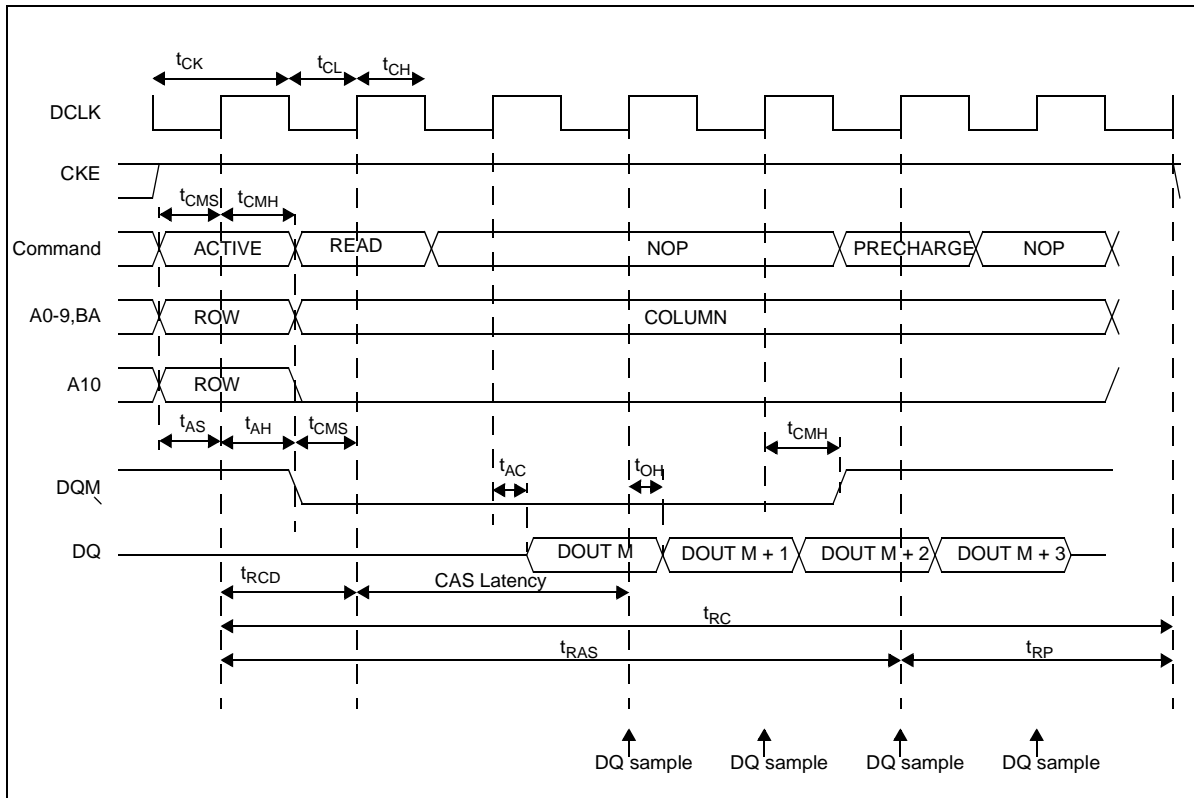 tCK tCL tCH
DCLK
CKE
tCMS tCMH
Command ACTIVE READ NOP PRECHARGE NOP
A0-9,BA ROW COLUMN
A10 ROW
tAS tAH tCMS tCMH
tAC tOH
DQM
DQ DOUT M DOUT M + 1 DOUT M + 2 DOUT M + 3
tRCD CAS Latency
tRC
tRAS tRP
DQ sample DQ sample DQ sample DQ sample